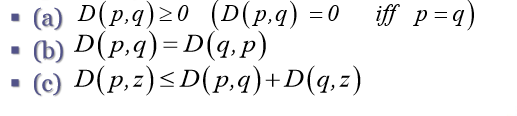 ▪ (a) D(p,q)≥0 (D(p,q) =0 iff p=q)
▪ (b) D(p,q)=D(q,p)
▪ (c) D(p,z)≤D(p,q)+D(q,z)